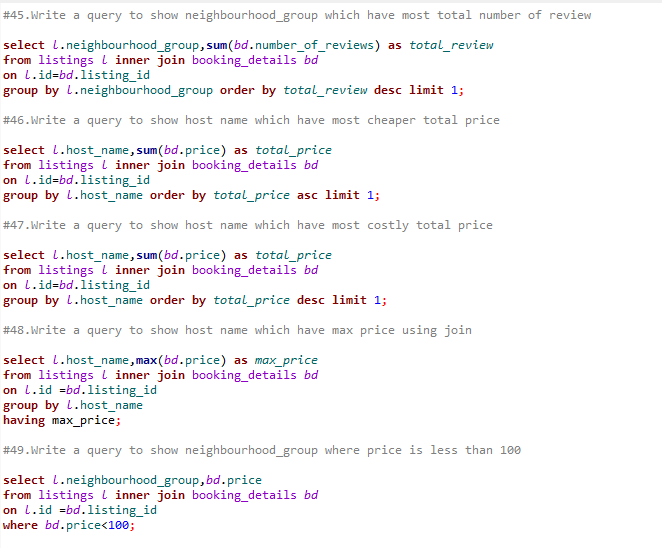 #45.Write a query to show neighbourhood_group which have most total number of review
select l.neighbourhood_group,sum(bd.number_of_reviews) as total_review
from listings l inner join booking_details bd
on l.id=bd.listing_id
group by l.neighbourhood_group order by total_review desc limit 1;
#46.Write a query to show host name which have most cheaper total price
select l.host_name,sum(bd.price) as total_price
from listings l inner join booking_details bd
on l.id=bd.listing_id
group by l.host_name order by total_price asc limit 1;
#47.Write a query to show host name which have most costly total price
select l.host_name,sum(bd.price) as total_price
from listings l inner join booking_details bd
on l.id=bd.listing_id
group by l.host_name order by total_price desc limit 1;
#48.Write a query to show host name which have max price using join
select l.host_name,max(bd.price) as max_price
from listings l inner join booking_details bd
on l.id =bd.listing_id
group by l.host_name
having max_price;
#49.Write a query to show neighbourhood_group where price is less than 100
select l.neighbourhood_group,bd.price
from listings l inner join booking_details bd
on l.id =bd.listing_id
where bd.price<100;